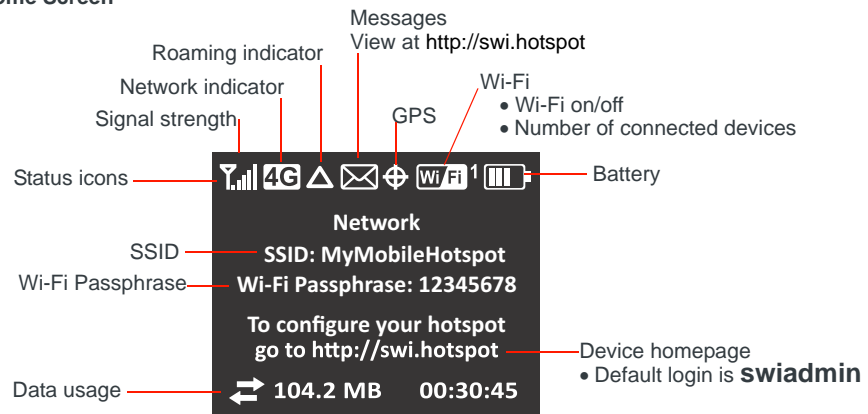 Messages
View at http://swi.hotspot
Roaming indicator
Wi-Fi
Network indicator
• Wi-Fi on/off
GPS
Signal strength
• Number of connected devices
Status icons
4G
Wi Fi 1
Battery
Network
SSID
SSID: MyMobileHotspot
Wi-Fi Passphrase
Wi-Fi Passphrase: 12345678
To configure your hotspot
go to http://swi.hotspot
Device homepage
• Default login is swiadmin
Data usage
104.2 MB 00:30:45